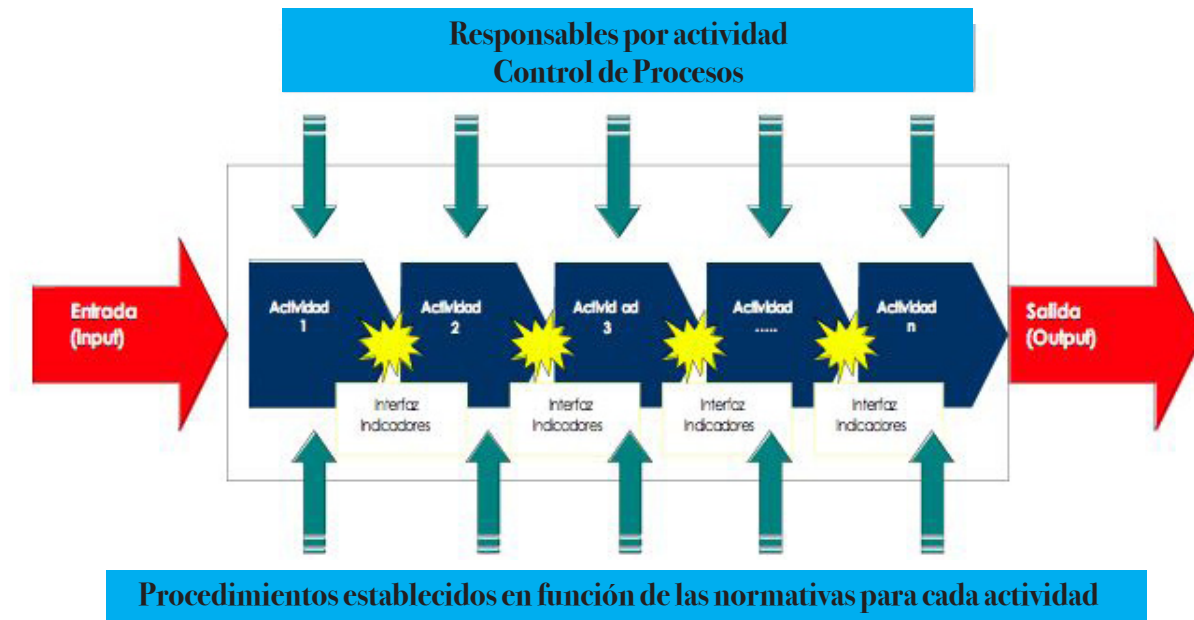 Responsables por actividad
Control de Procesos
Entrada
(Input)
Actividad
1
Actividad
2
Activid ad
3
Actividad
.....
Actividad
n
Salida
(Output)
Interfaz
Indicadores
Interfaz
Indicadores
Interfaz
Indicadores
Interfaz
Indicadores
Procedimientos establecidos en función de las normativas para cada actividad